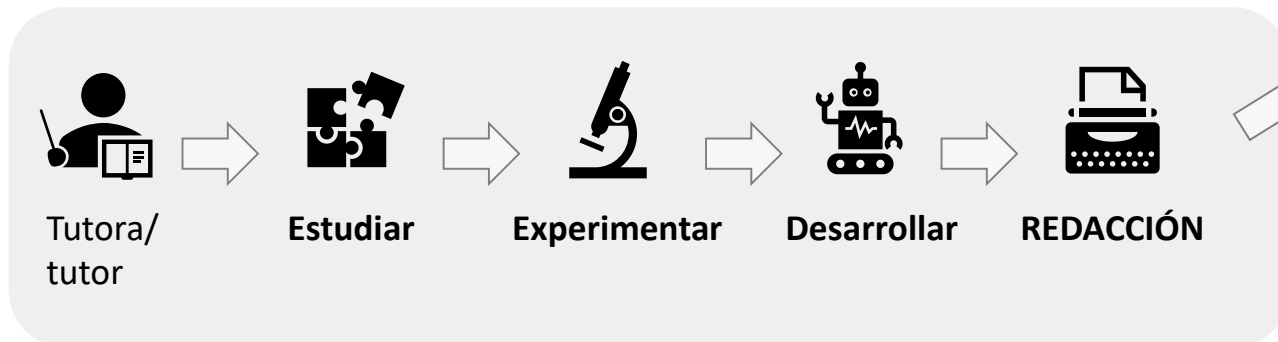 Tutora/
tutor
Estudiar
Experimentar
Desarrollar
REDACCIÓN